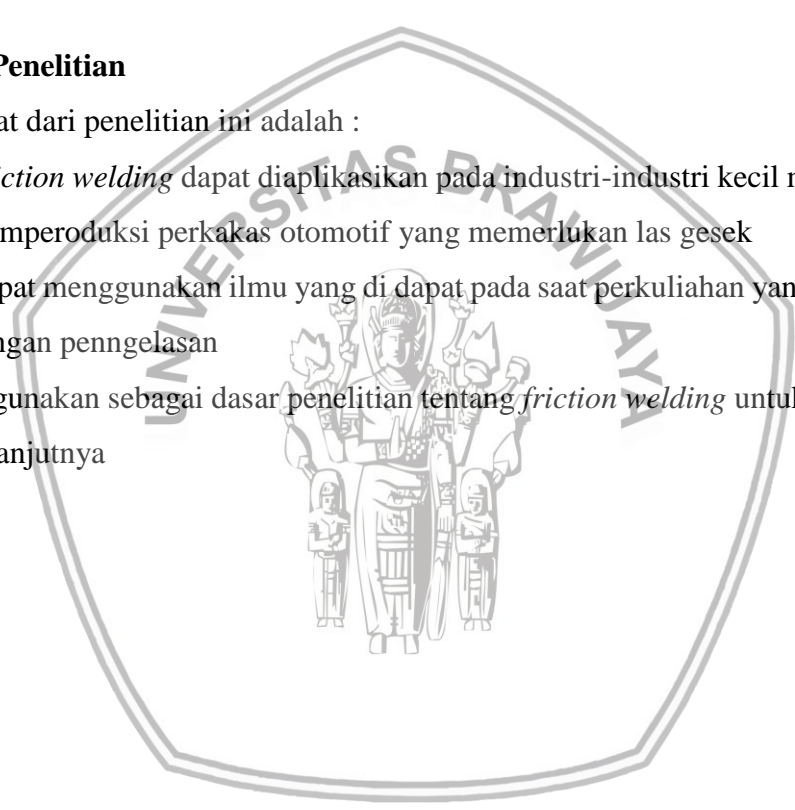 Penelitian
at dari penelitian ini adalah :
iction welding dapat diaplikasikan pada industri-industri kecil
mperoduksi perkakas otomotif yang memerlukan las gesek
pat menggunakan ilmu yang di dapat pada saat perkuliahan yan
ngan penngelasan
gunakan sebagai dasar penelitian tentang friction welding untuk
anjutnya
UNIVERSITAS BRAWIJAYA